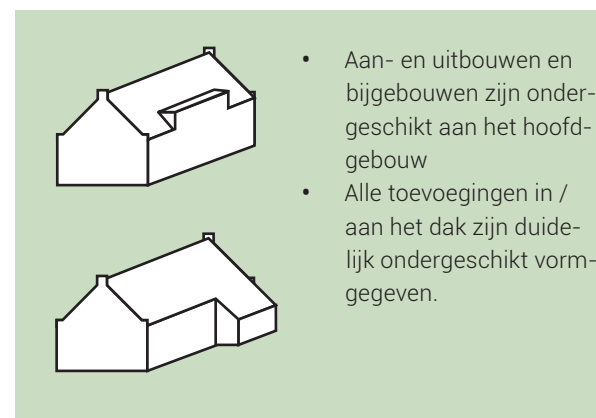 • Aan- en uitbouwen en
bijgebouwen zijn onder-
geschikt aan het hoofd-
gebouw
• Alle toevoegingen in /
aan het dak zijn duide-
lijk ondergeschikt vorm-
gegeven.